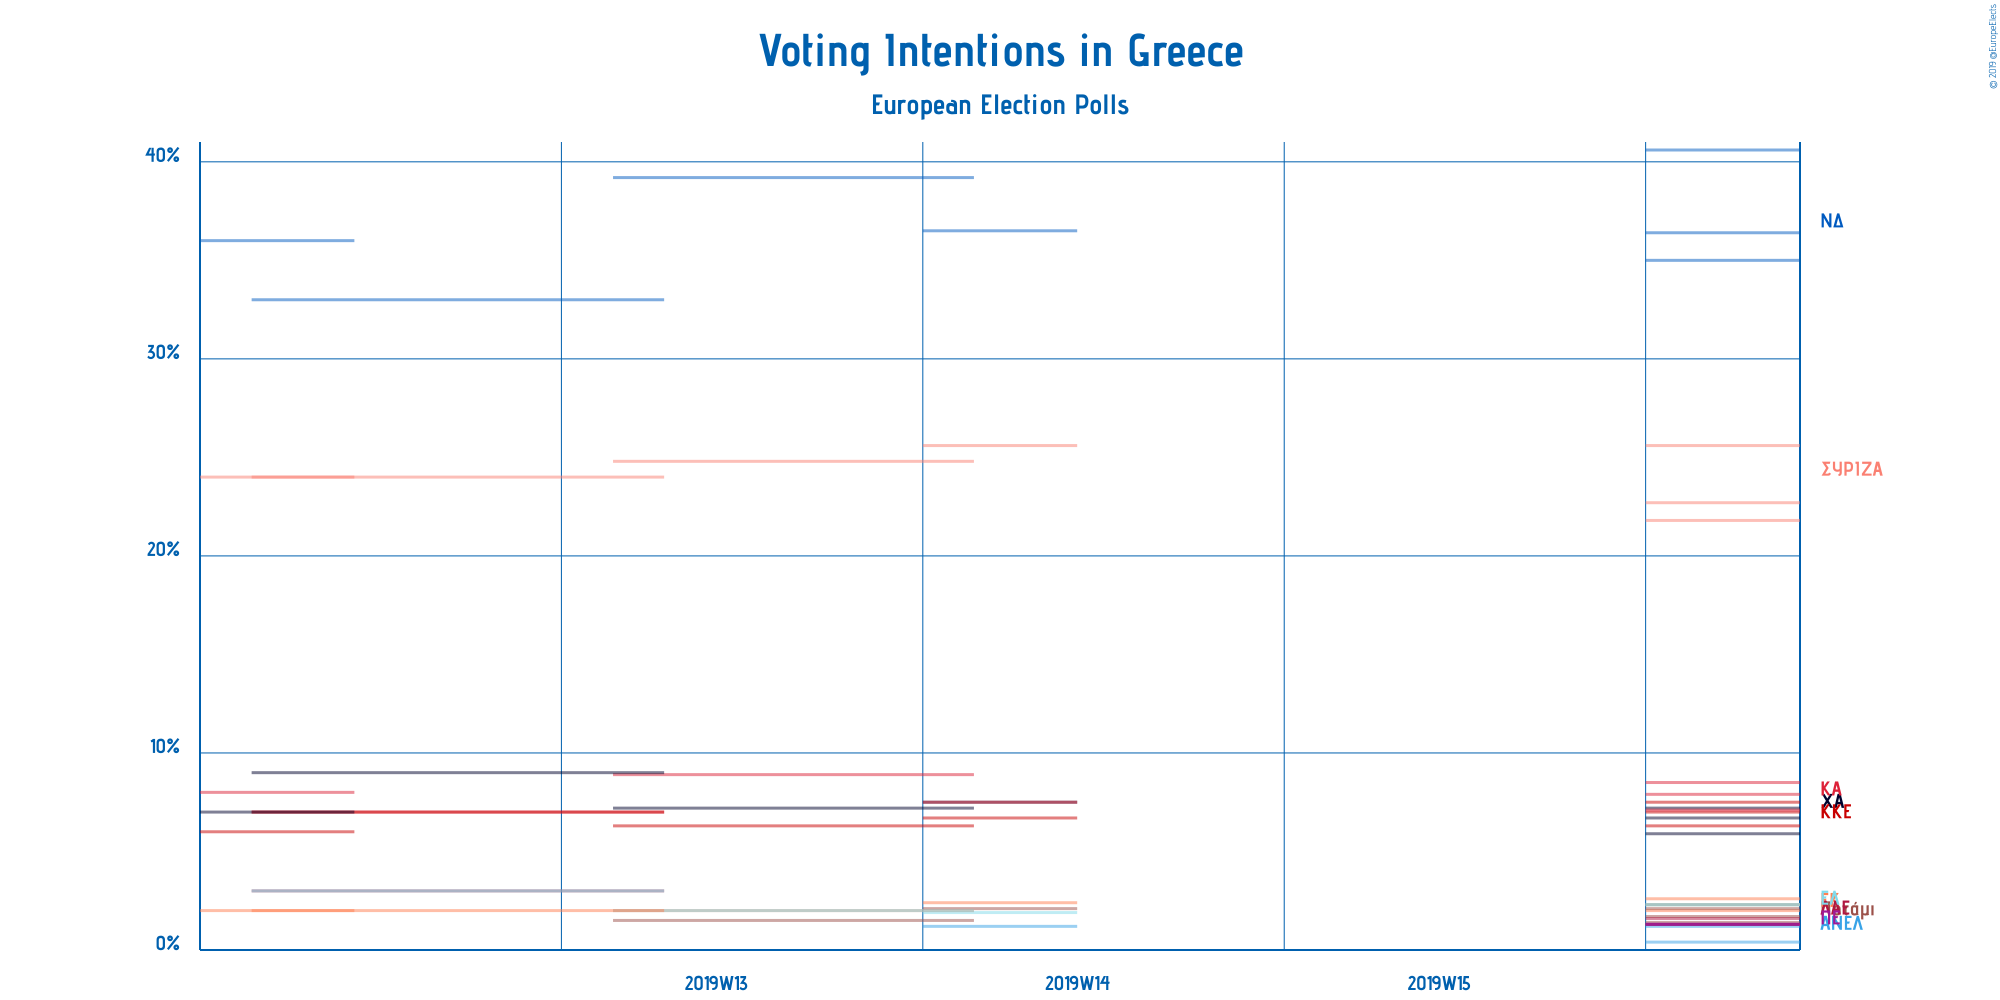 Voting Intentions in Greece
European Election Polls
© 2019 @EuropeElects
40%
30%
20%
10%
0%
2019W13
2019W14
2019W15
ΝΔ
ΣΥΡΙΖΑ
ΚΑ
ΧΑ
ΚΚΕ
ΑΝΕΛ